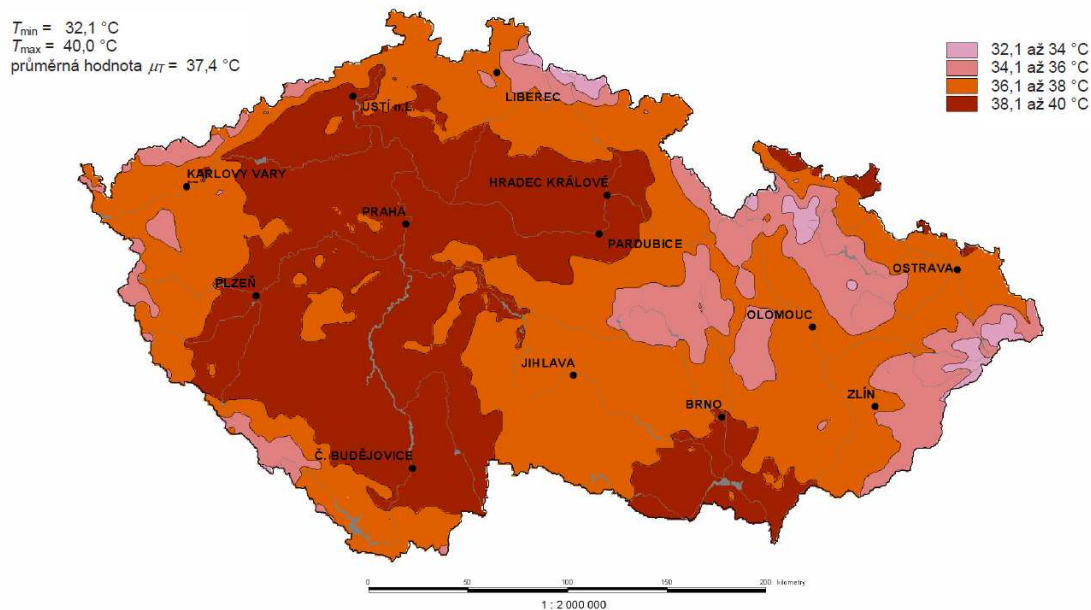 Tmin = 32,1 °C
Tmax = 40,0 °C
průměrná hodnota μT = 37,4 °C
32,1 až 34 °C
34,1 až 36 °C
36,1 až 38 °C
38,1 až 40 °C
LIBEREC
ÚSTÍ n.L.
KARLOVY VARY
HRADEC KRÁLOVÉ
PRAHA
PARDUBICE
OSTRAVA
PLZEŇ
OLOMOUC
JIHLAVA
ZLÍN
BRNO
Č. BUDĚJOVICE
0 50 100 150 200 kilometry
1 : 2 000 000